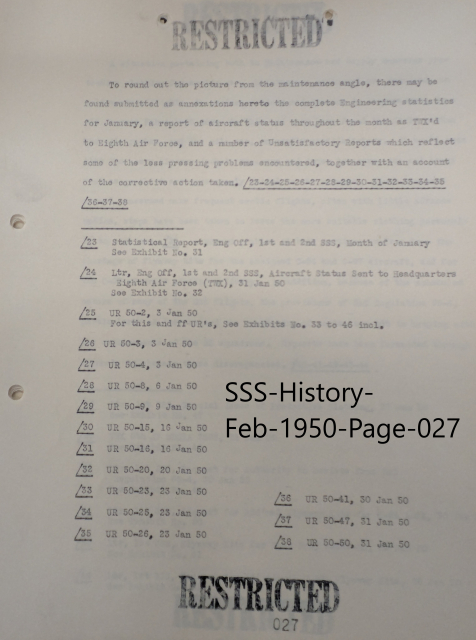 RESTRICTED
To round out the picture from the maintenance angle, there may be
found submitted as annexations hereto the complete Engineering statistics
for January, a report of aircraft status throughout the month as TWX'd
to Eighth Air Force, and a number of Unsatisfactory Reports which reflect
some of the less pressing problems encountered, together with an account
of the corrective action taken. /23-24-25-26-27-28-29-30-31-32-33-34-35
/36-37-38
/23 Statistical Report, Eng Off, 1st and 2nd SSS, Month of January
See Exhibit No. 31
/24 Ltr, Eng Off, 1st and 2nd SSS, Aircraft Status Sent to Headquarters
Eighth Air Force (TWX), 31 Jan 50
See Exhibit No. 32
/25 UR 50-2, 3 Jan 50
For this and ff UR's, See Exhibits No. 33 to 46 incl.
/26 UR 50-3, 3 Jan 50
/27 UR 50-4, 3 Jan 50
/28 UR 50-8, 6 Jan 50
/29 UR 50-9, 9 Jan 50
/30 UR 50-15, 16 Jan 50
/31 UR 50-16, 16 Jan 50
/32 UR 50-20, 20 Jan 50
/33 UR 50-23, 23 Jan 50
/34 UR 50-25, 23 Jan 50
/35 UR 50-26, 23 Jan 50
/36 UR 50-41, 30 Jan 50
/37 UR 50-47, 31 Jan 50
/38 UR 50-50, 31 Jan 50
SSS-History-
Feb-1950-Page-027
RESTRICTED
027